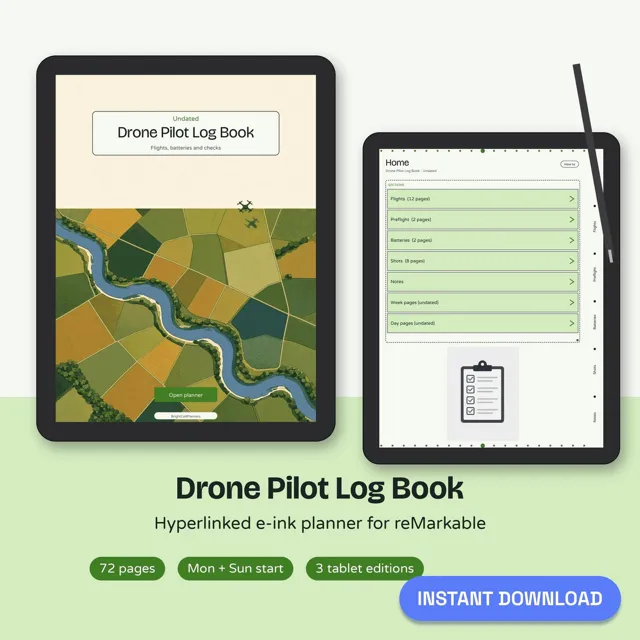 Undated
Drone Pilot Log Book
Flights, batteries and checks
Open planner
BrightGridPlanners
Home
Drone Pilot Log Book - Undated
How to
SECTIONS
Flights (12 pages)
Preflight (2 pages)
Batteries (2 pages)
Shots (8 pages)
Notes
Week pages (undated)
Day pages (undated)
Flights
Preflight
Batteries
Shots
Notes
Drone Pilot Log Book
Hyperlinked e-ink planner for reMarkable
72 pages
Mon + Sun start
3 tablet editions
INSTANT DOWNLOAD